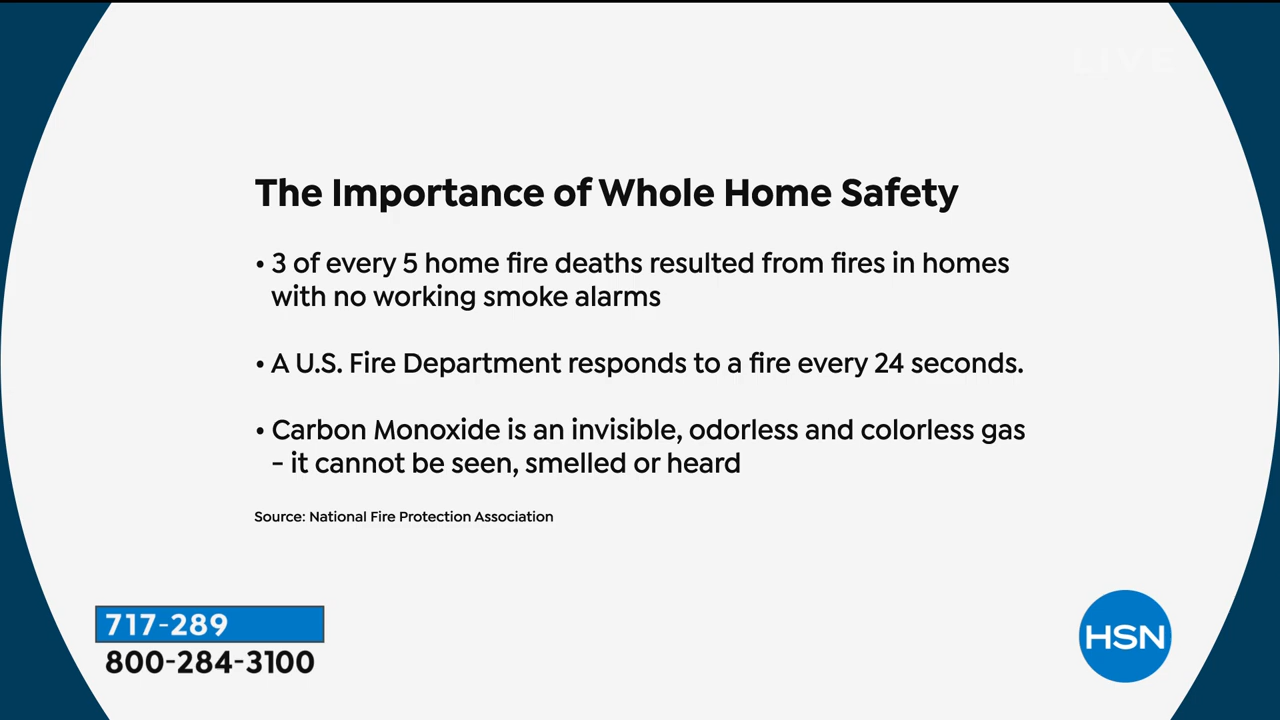 LIVE
The Importance of Whole Home Safety
• 3 of every 5 home fire deaths resulted from fires in homes
with no working smoke alarms
• A U.S. Fire Department responds to a fire every 24 seconds.
• Carbon Monoxide is an invisible, odorless and colorless gas
- it cannot be seen, smelled or heard
Source: National Fire Protection Association
717-289
800-284-3100
HSN